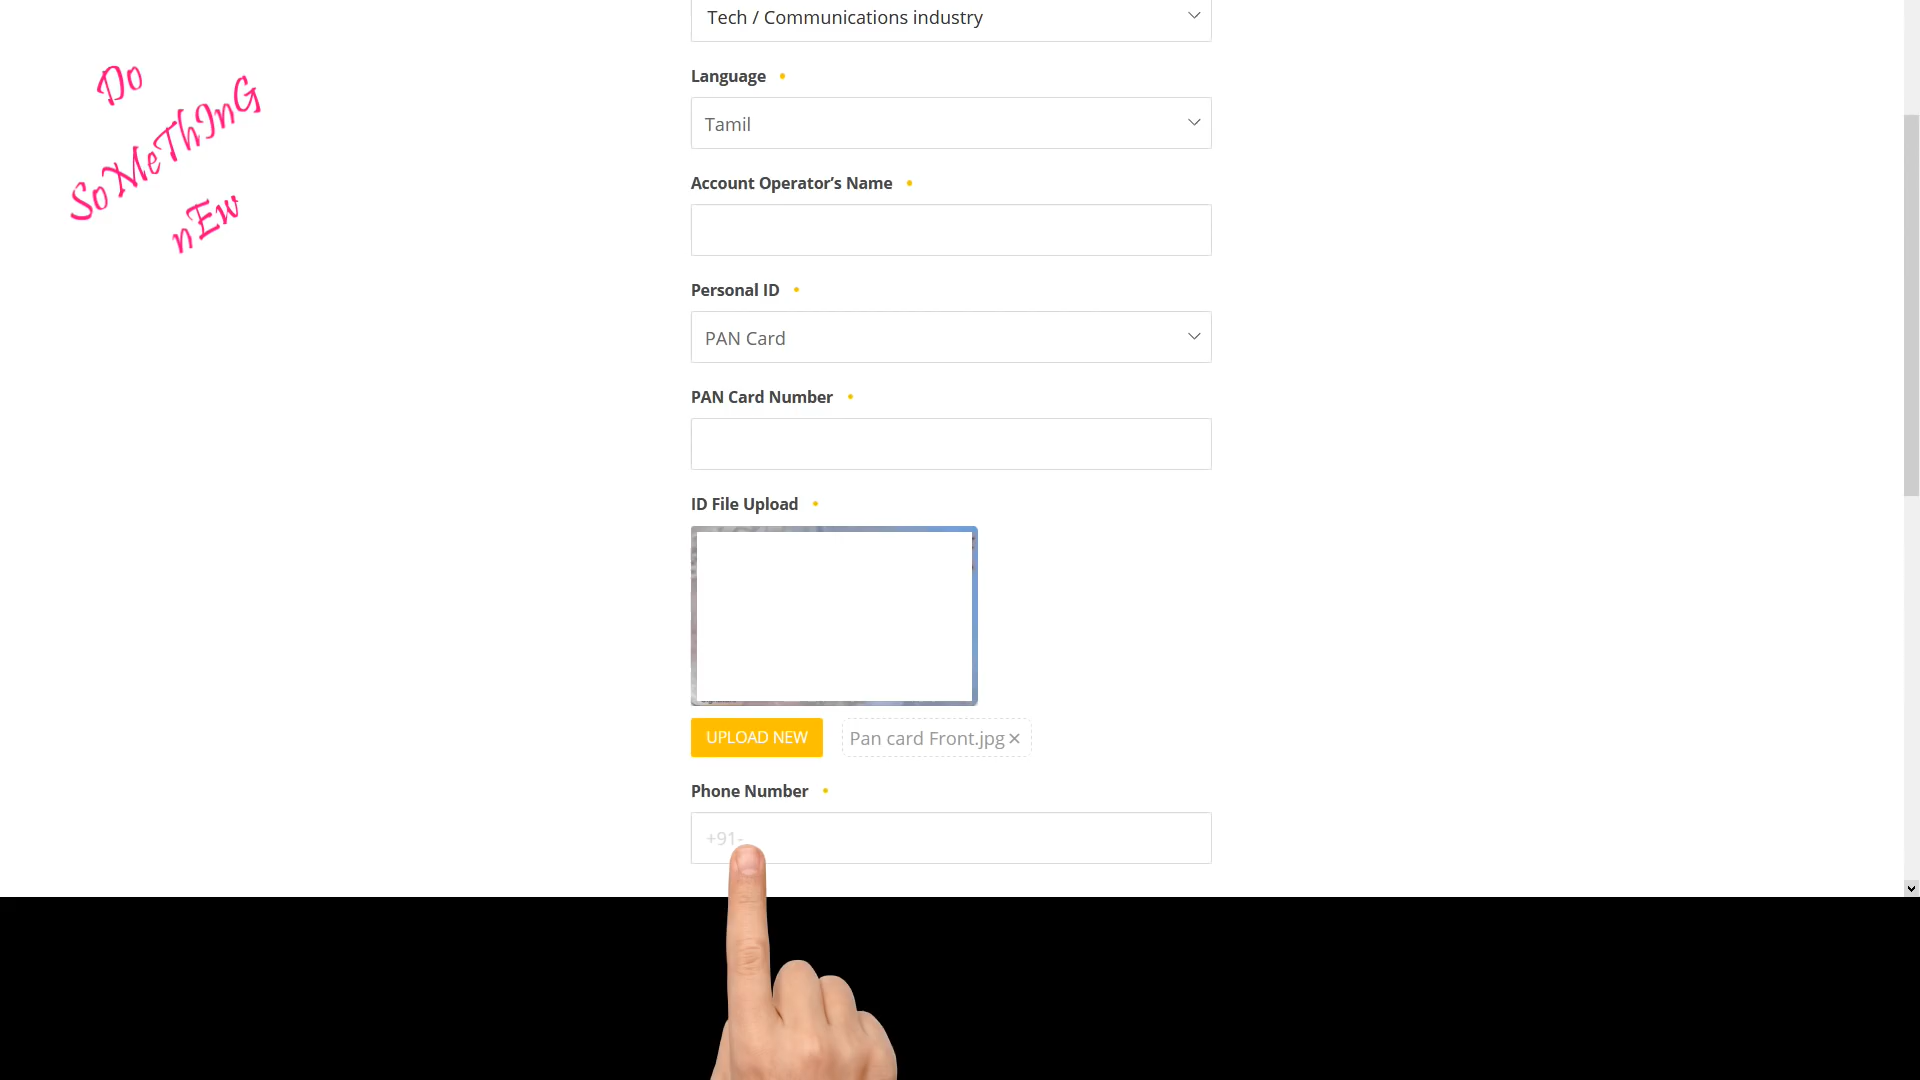 Do
SoMeThInG
nEw
Tech / Communications industry
Language
Tamil
Account Operator’s Name
Personal ID
PAN Card
PAN Card Number
ID File Upload
UPLOAD NEW
Pan card Front.jpg
Phone Number
+91-